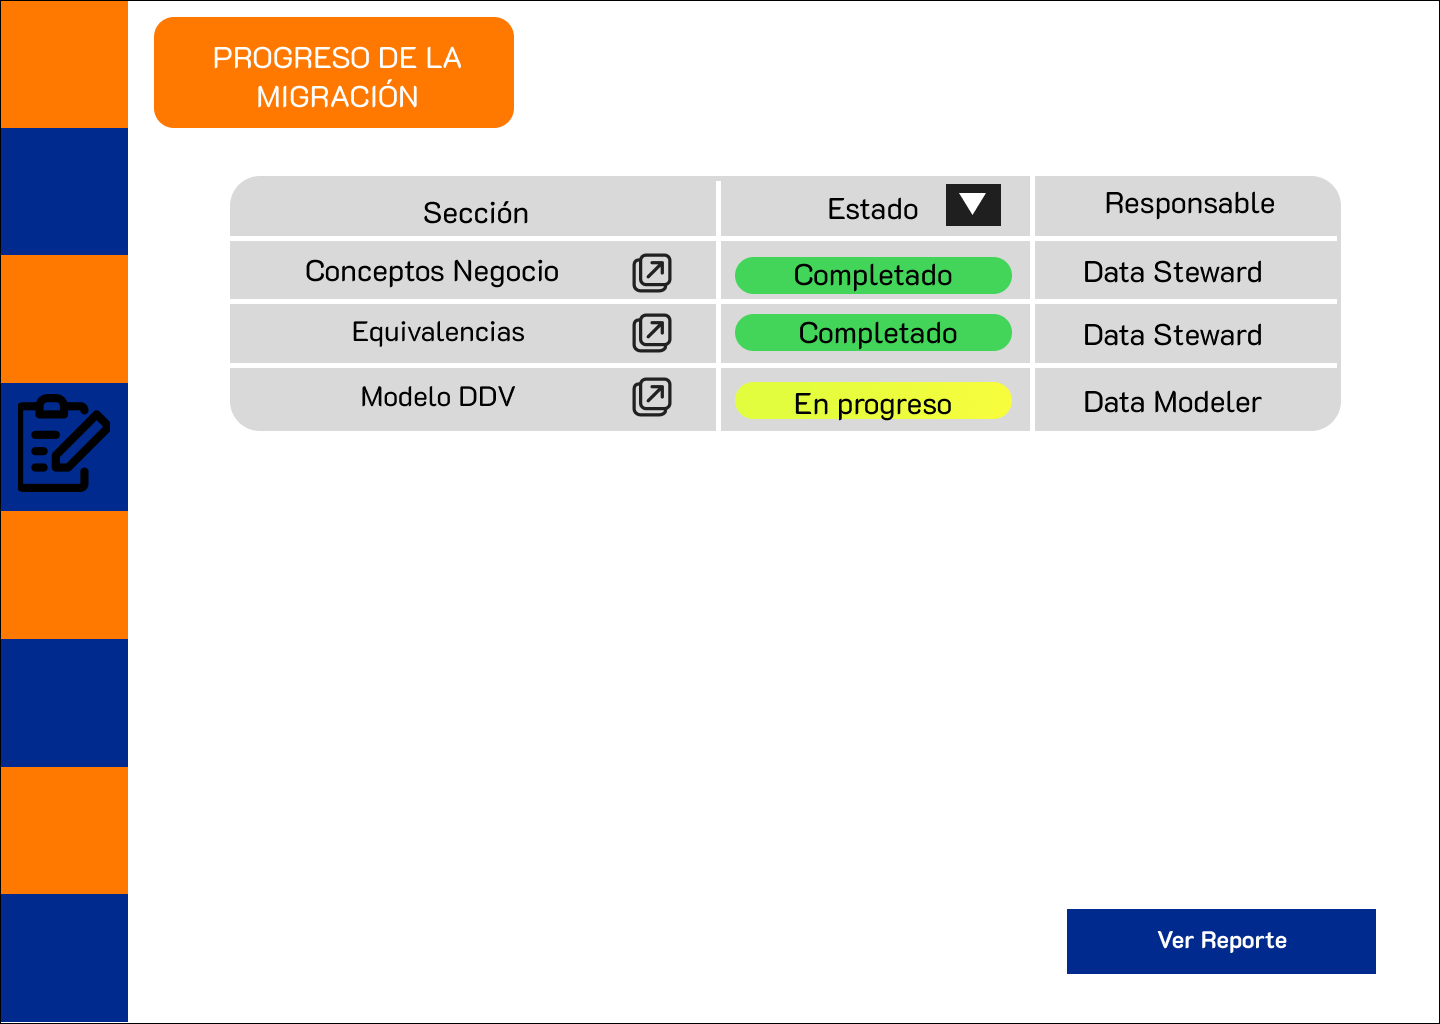 PROGRESO DE LA
MIGRACIÓN
Sección
Estado
Responsable
Conceptos Negocio
Completado
Data Steward
Equivalencias
Completado
Data Steward
Modelo DDV
En progreso
Data Modeler
Ver Reporte